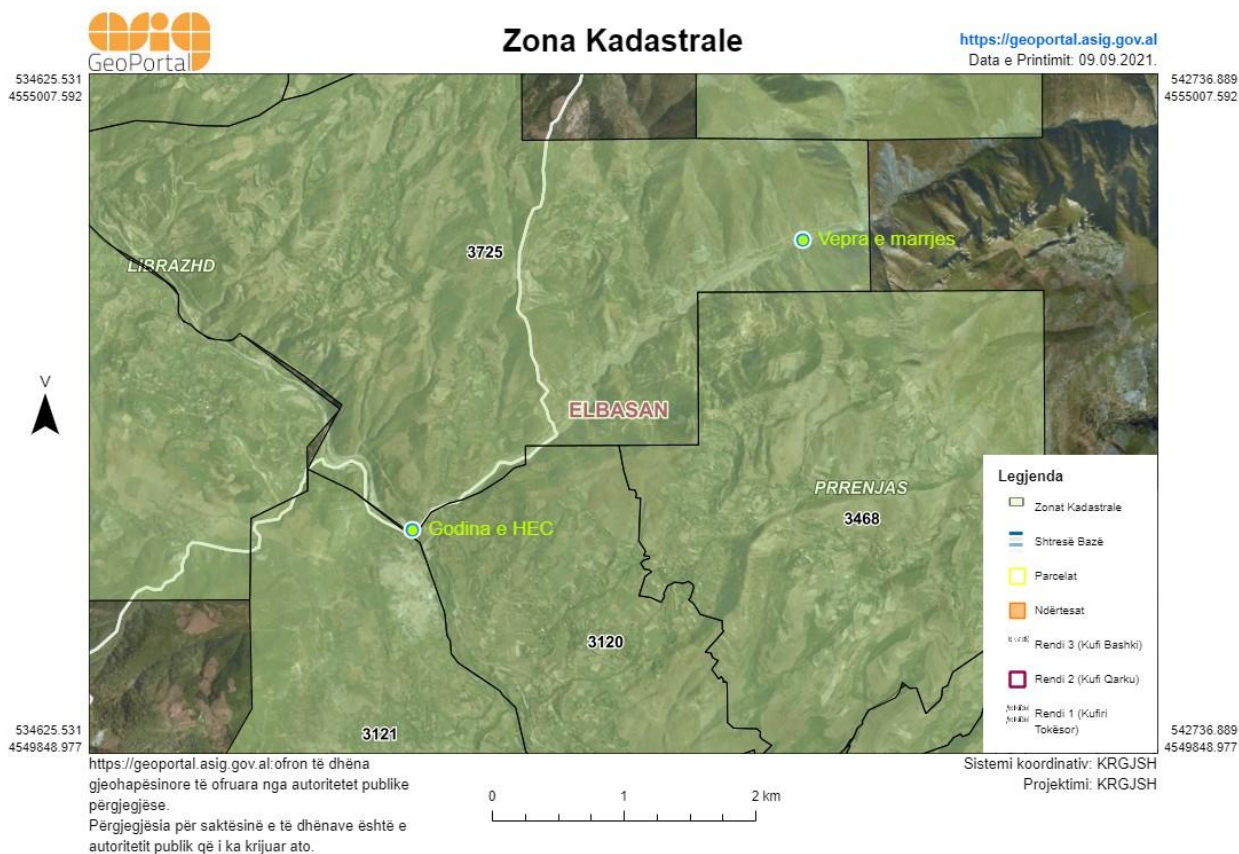 asig
GeoPortal
Zona Kadastrale
https://geoportal.asig.gov.al
Data e Printimit: 09.09.2021.
534625.531
4555007.592
542736.889
4555007.592
LIBRAZHD
3725
Vepra e marrjes
V
ELBASAN
PRRENJAS
3468
Godina e HEC
3120
3121
Legjenda
Zonat Kadastrale
Shtresë Bazë
Parcelat
Ndërtesat
Rendi 3 (Kufi Bashki)
Rendi 2 (Kufi Qarku)
Rendi 1 (Kufiri
Tokësor)
534625.531
4549848.977
542736.889
4549848.977
https://geoportal.asig.gov.al:ofron të dhëna
gjeohapësinore të ofruara nga autoritetet publike
përgjegjëse.
Përgjegjësia për saktësinë e të dhënave është e
autoritetit publik që i ka krijuar ato.
0 1 2 km
Sistemi koordinativ: KRGJSH
Projektimi: KRGJSH